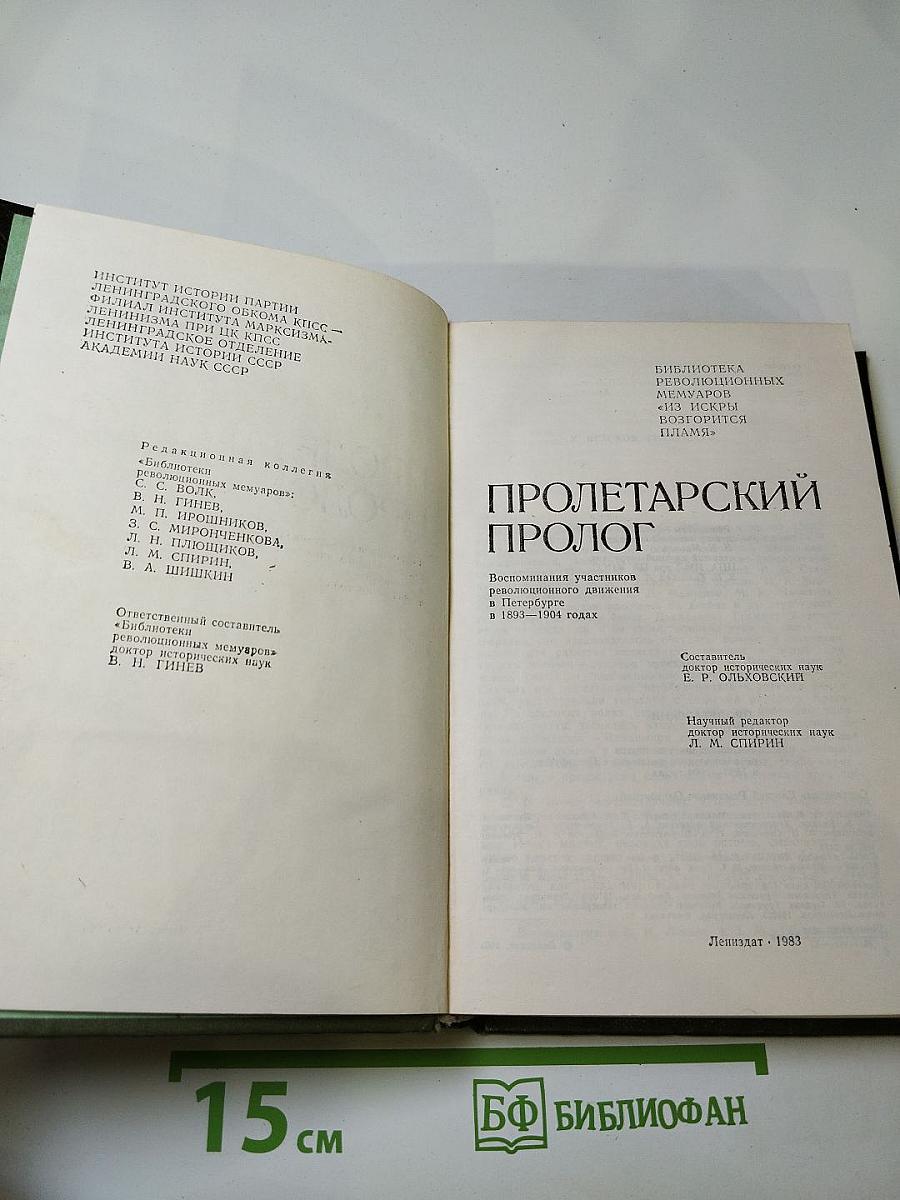 ИНСТИТУТ ИСТОРИИ ПАРТИИ
ЛЕНИНГРАДСКОГО ОБКОМА КПСС —
ФИЛИАЛ ИНСТИТУТА МАРКСИЗМА-
ЛЕНИНИЗМА ПРИ ЦК КПСС
ЛЕНИНГРАДСКОЕ ОТДЕЛЕНИЕ
ИНСТИТУТА ИСТОРИИ СССР
АКАДЕМИИ НАУК СССР
Редакционная коллегия
«Библиотеки
революционных мемуаров»:
С. С. ВОЛК,
В. Н. ГИНЕВ,
М. П. ИРОШНИКОВ,
З. С. МИРОНЧЕНКОВА,
Л. Н. ПЛЮЩИКОВ,
Л. М. СПИРИН,
В. А. ШИШКИН
Ответственный составитель
«Библиотеки
революционных мемуаров»
доктор исторических наук
В. Н. ГИНЕВ
БИБЛИОТЕКА
РЕВОЛЮЦИОННЫХ
МЕМУАРОВ
«ИЗ ИСКРЫ
ВОЗГОРИТСЯ
ПЛАМЯ»
ПРОЛЕТАРСКИЙ
ПРОЛОГ
Воспоминания участников
революционного движения
в Петербурге
в 1893—1904 годах
Составитель
доктор исторических наук
Е. Р. ОЛЬХОВСКИЙ
Научный редактор
доктор исторических наук
Л. М. СПИРИН
Лениздат · 1983
15 см
БФ БИБЛИОФАН